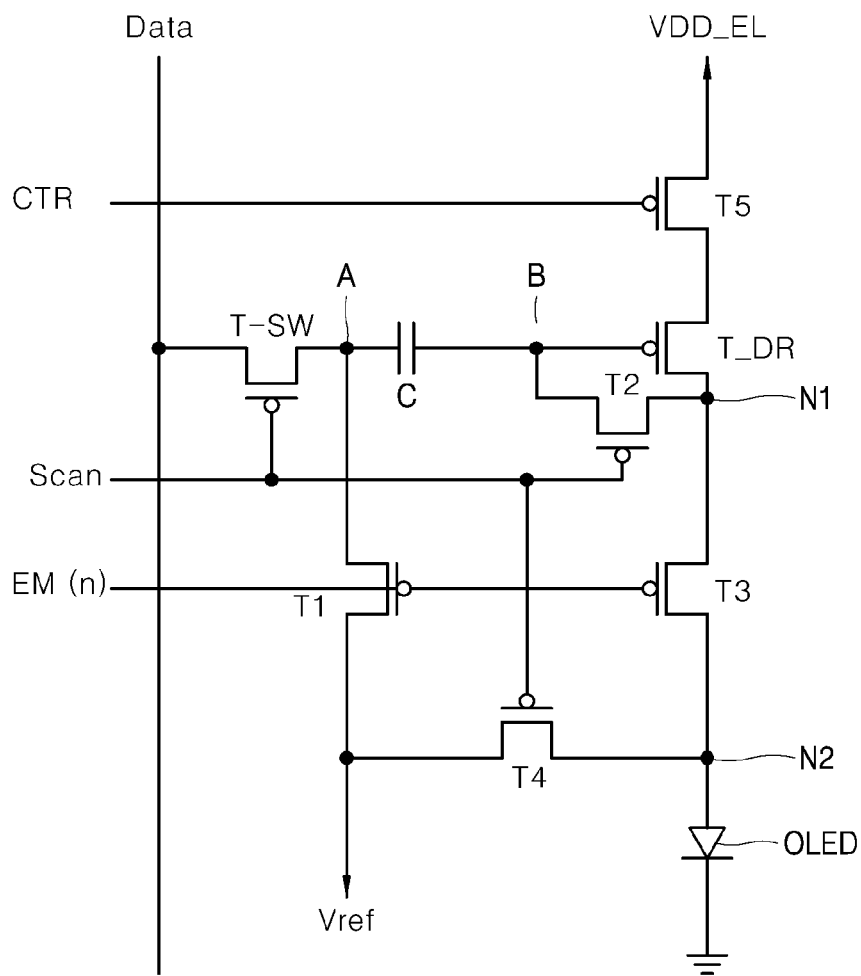 Data
VDD_EL
CTR
T5
A
B
T-SW
T_DR
C
T2
N1
Scan
EM (n)
T1
T3
T4
N2
OLED
Vref